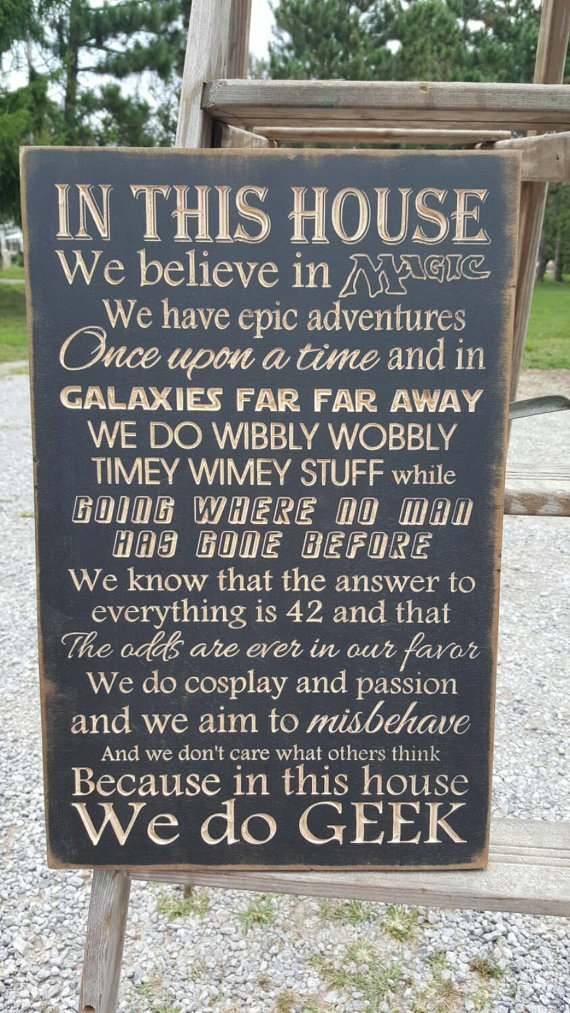 IN THIS HOUSE
We believe in MAGIC
We have epic adventures
Once upon a time and in
GALAXIES FAR FAR AWAY
WE DO WIBBLY WOBBLY
TIMEY WIMEY STUFF while
GOING WHERE NO MAN
HAS GONE BEFORE
We know that the answer to
everything is 42 and that
The odds are ever in our favor
We do cosplay and passion
and we aim to misbehave
And we don't care what others think
Because in this house
We do GEEK